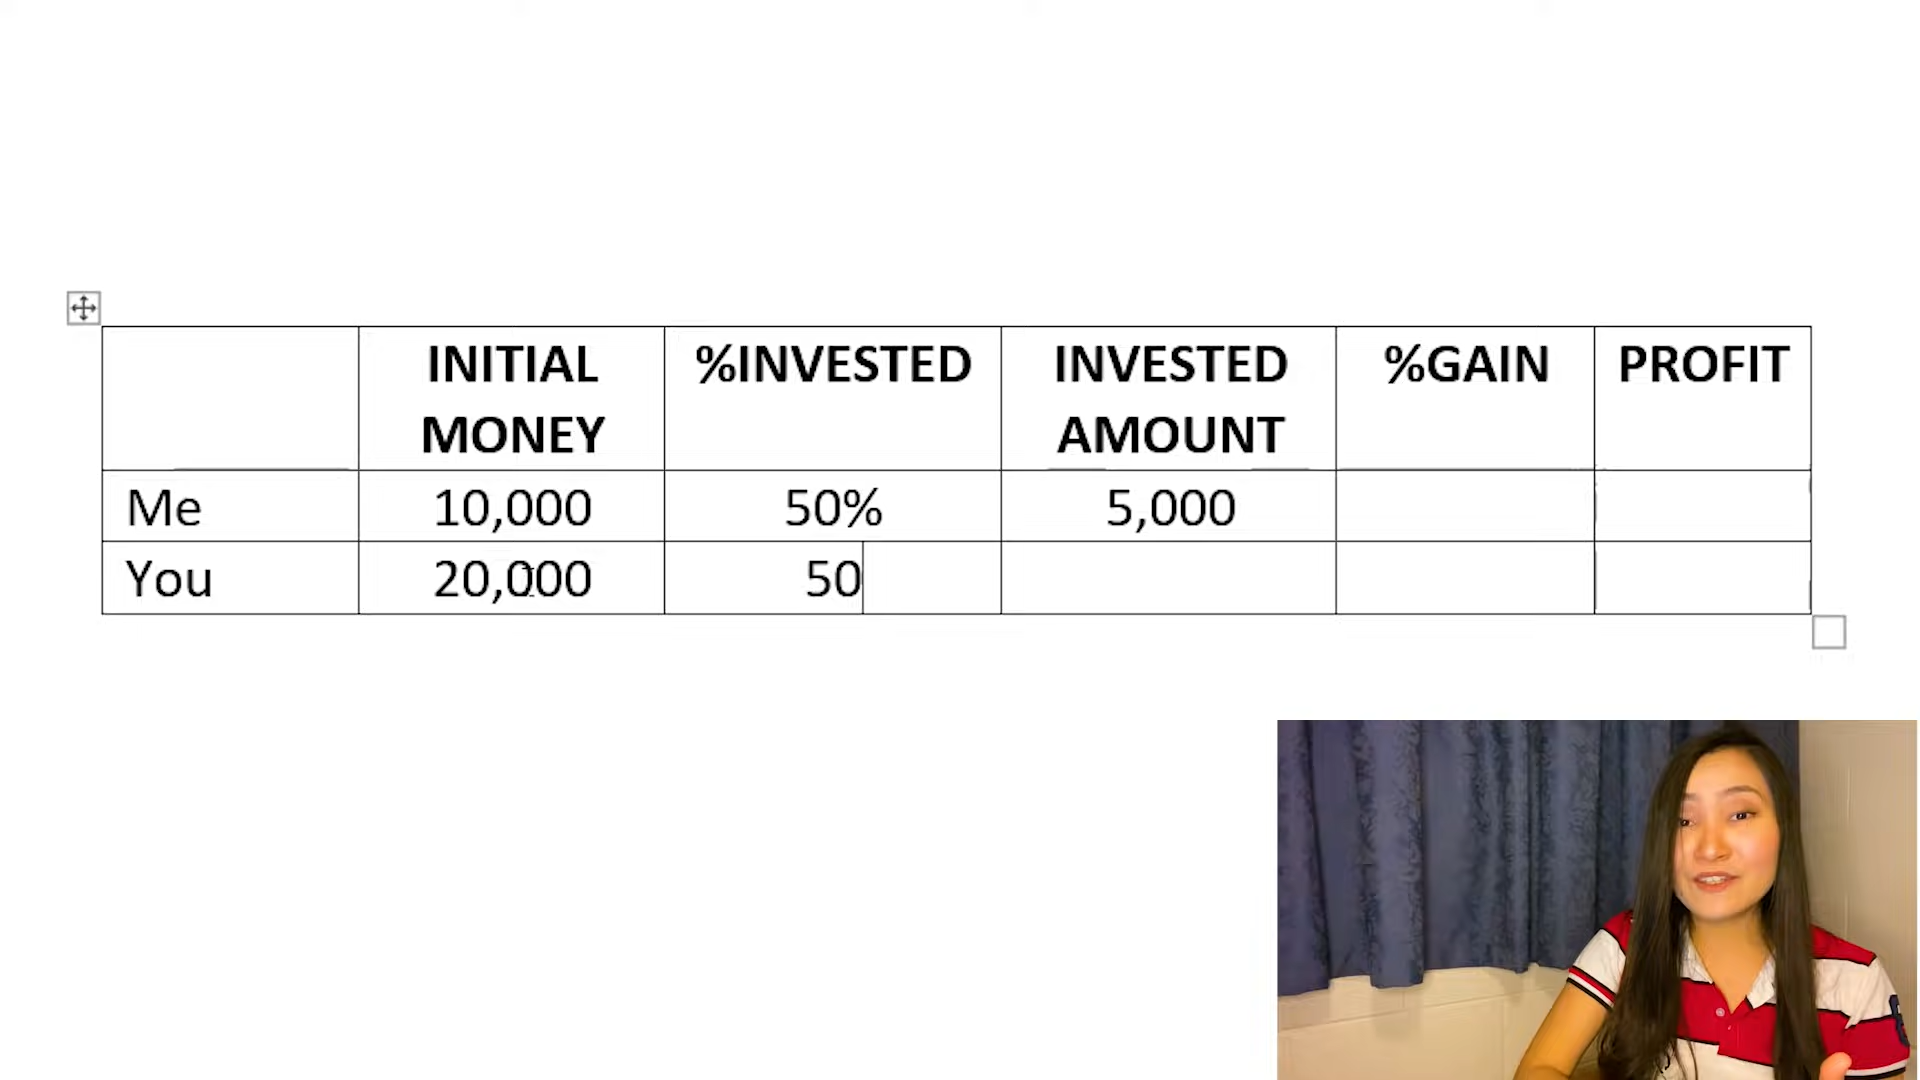 INITIAL MONEY %INVESTED INVESTED AMOUNT %GAIN PROFIT
Me 10,000 50% 5,000
You 20,000 50